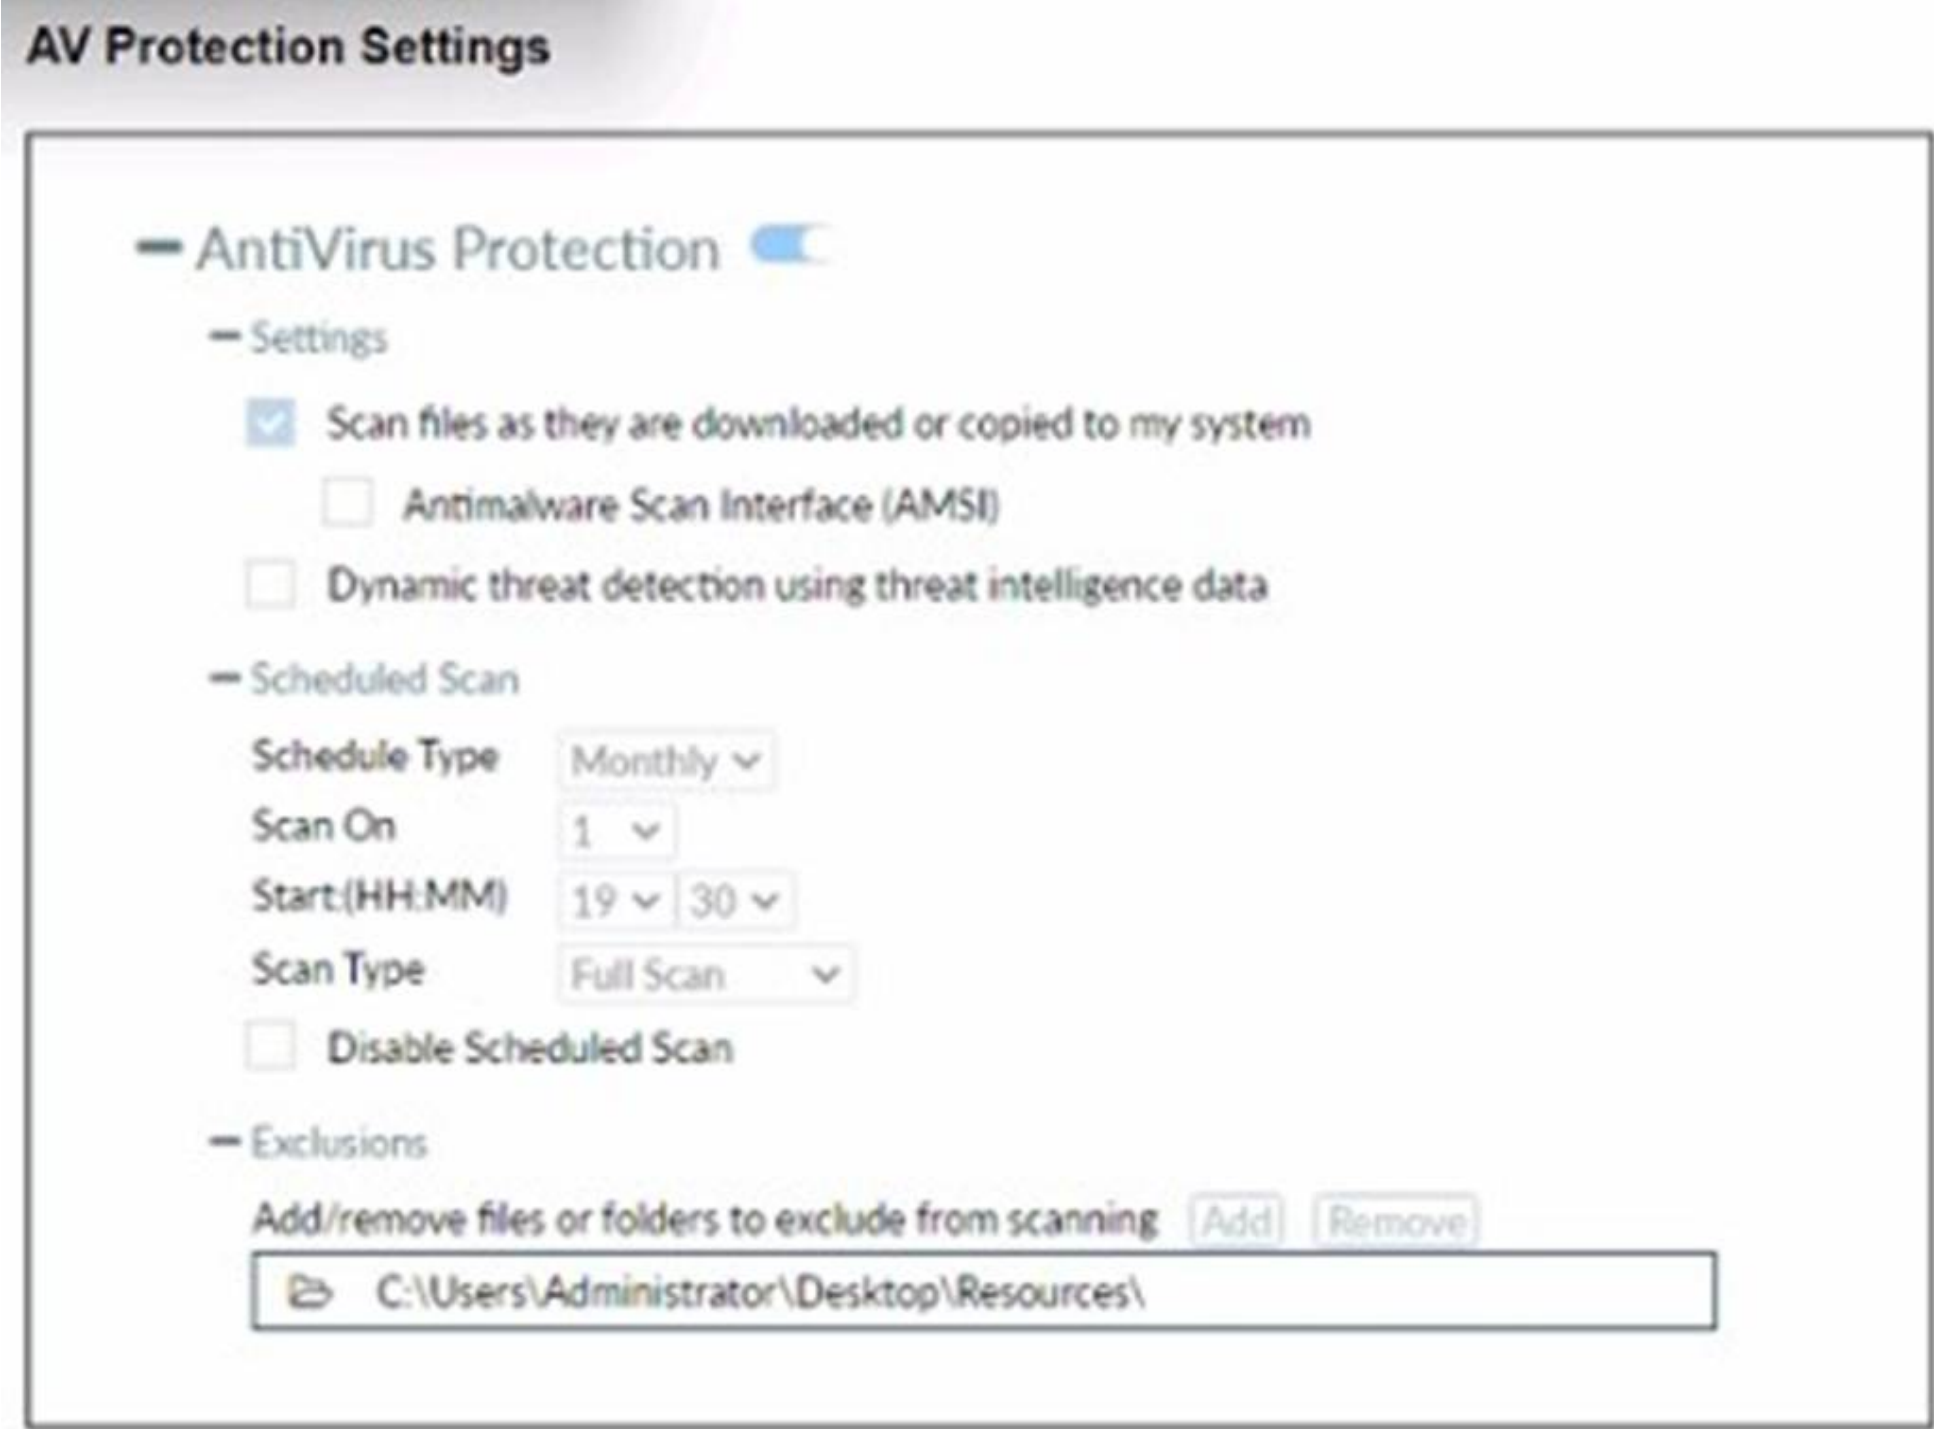 AV Protection Settings
AntiVirus Protection
Settings
Scan files as they are downloaded or copied to my system
Antimalware Scan Interface (AMSI)
Dynamic threat detection using threat intelligence data
Scheduled Scan
Schedule Type Monthly
Scan On 1
Start:(HH:MM) 19 30
Scan Type Full Scan
Disable Scheduled Scan
Exclusions
Add/remove files or folders to exclude from scanning Add Remove
C:\Users\Administrator\Desktop\Resources\